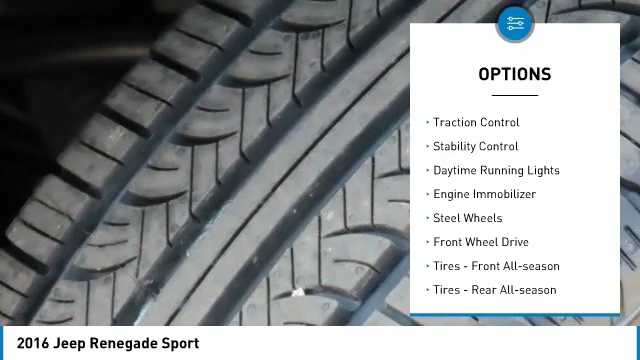 OPTIONS
Traction Control
Stability Control
Daytime Running Lights
Engine Immobilizer
Steel Wheels
Front Wheel Drive
Tires - Front All-season
Tires - Rear All-season
2016 Jeep Renegade Sport